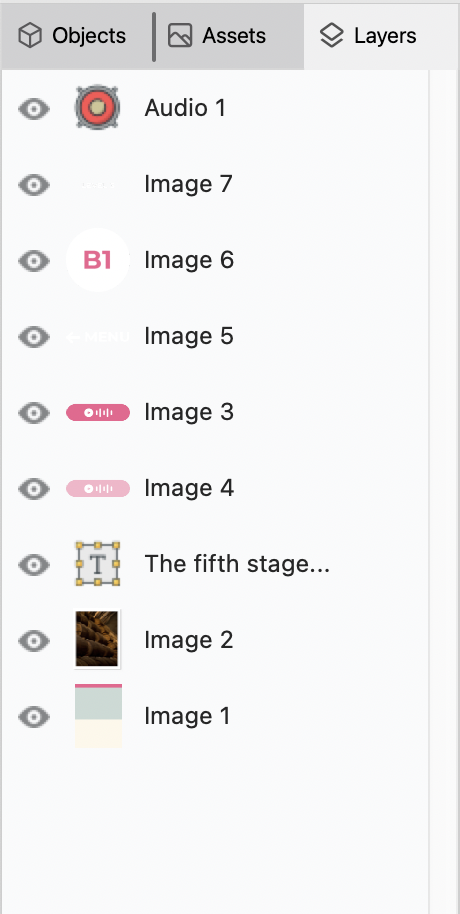 Objects
Assets
Layers
Audio 1
Image 7
Image 6
B1
Image 5
← MENU
Image 3
Image 4
T
The fifth stage...
Image 2
Image 1